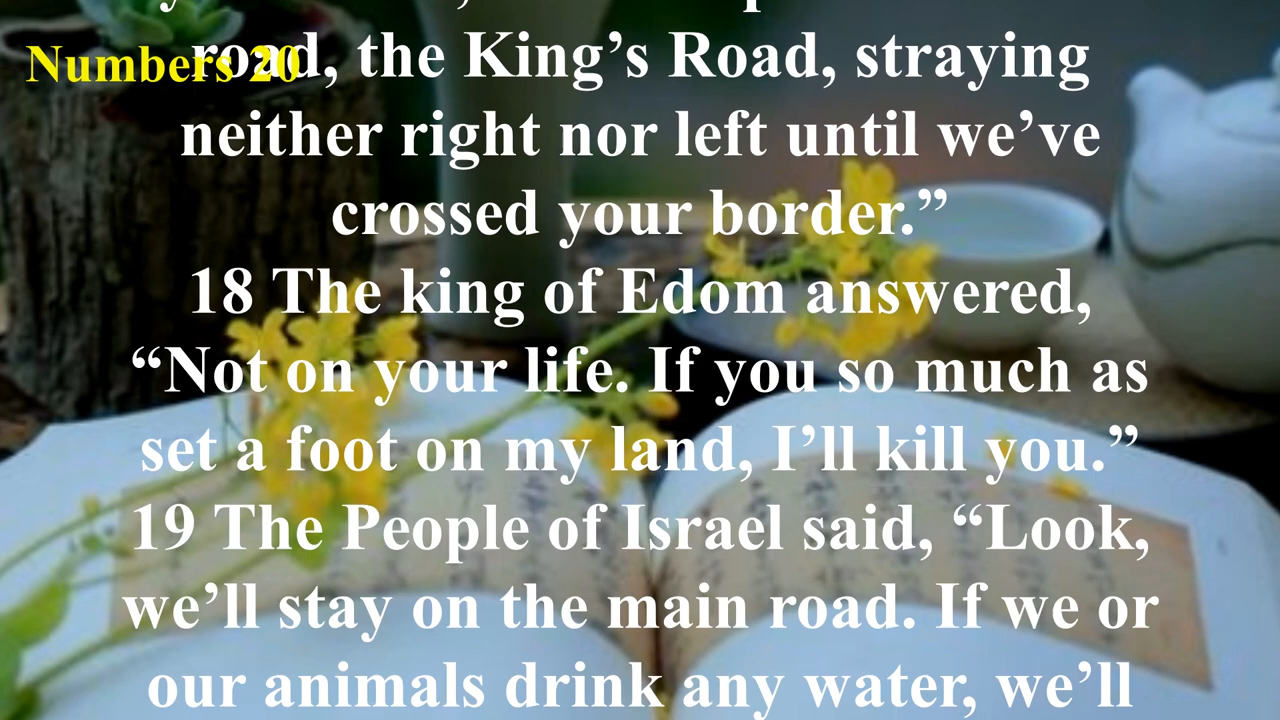 Numbers 20
road, the King’s Road, straying
neither right nor left until we’ve
crossed your border.”
18 The king of Edom answered,
“Not on your life. If you so much as
set a foot on my land, I’ll kill you.”
19 The People of Israel said, “Look,
we’ll stay on the main road. If we or
our animals drink any water, we’ll